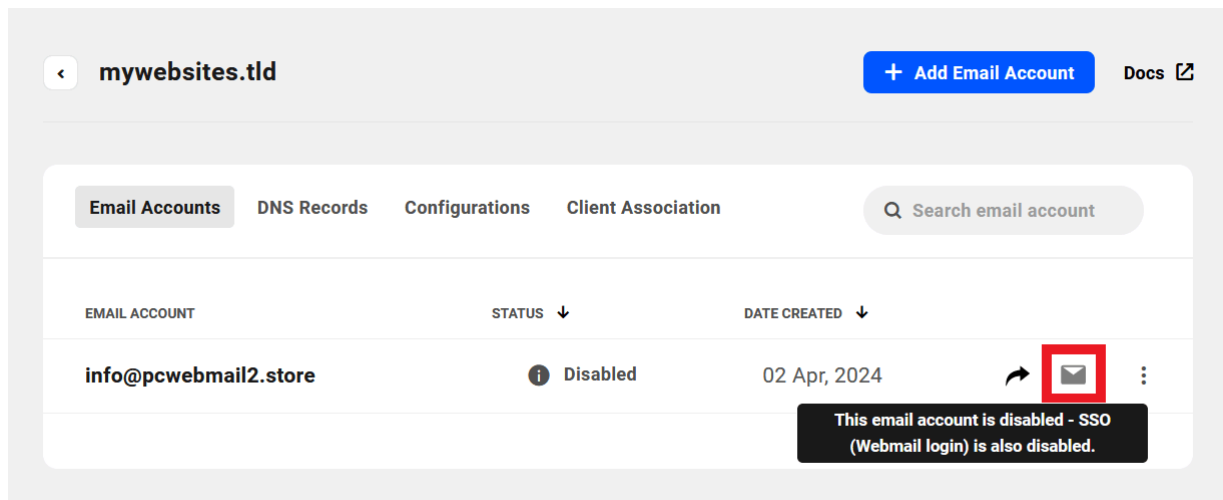 mywebsites.tld
+ Add Email Account
Docs
Email Accounts
DNS Records
Configurations
Client Association
Search email account
EMAIL ACCOUNT
STATUS
DATE CREATED
info@pcwebmail2.store
Disabled
02 Apr, 2024
This email account is disabled - SSO
(Webmail login) is also disabled.